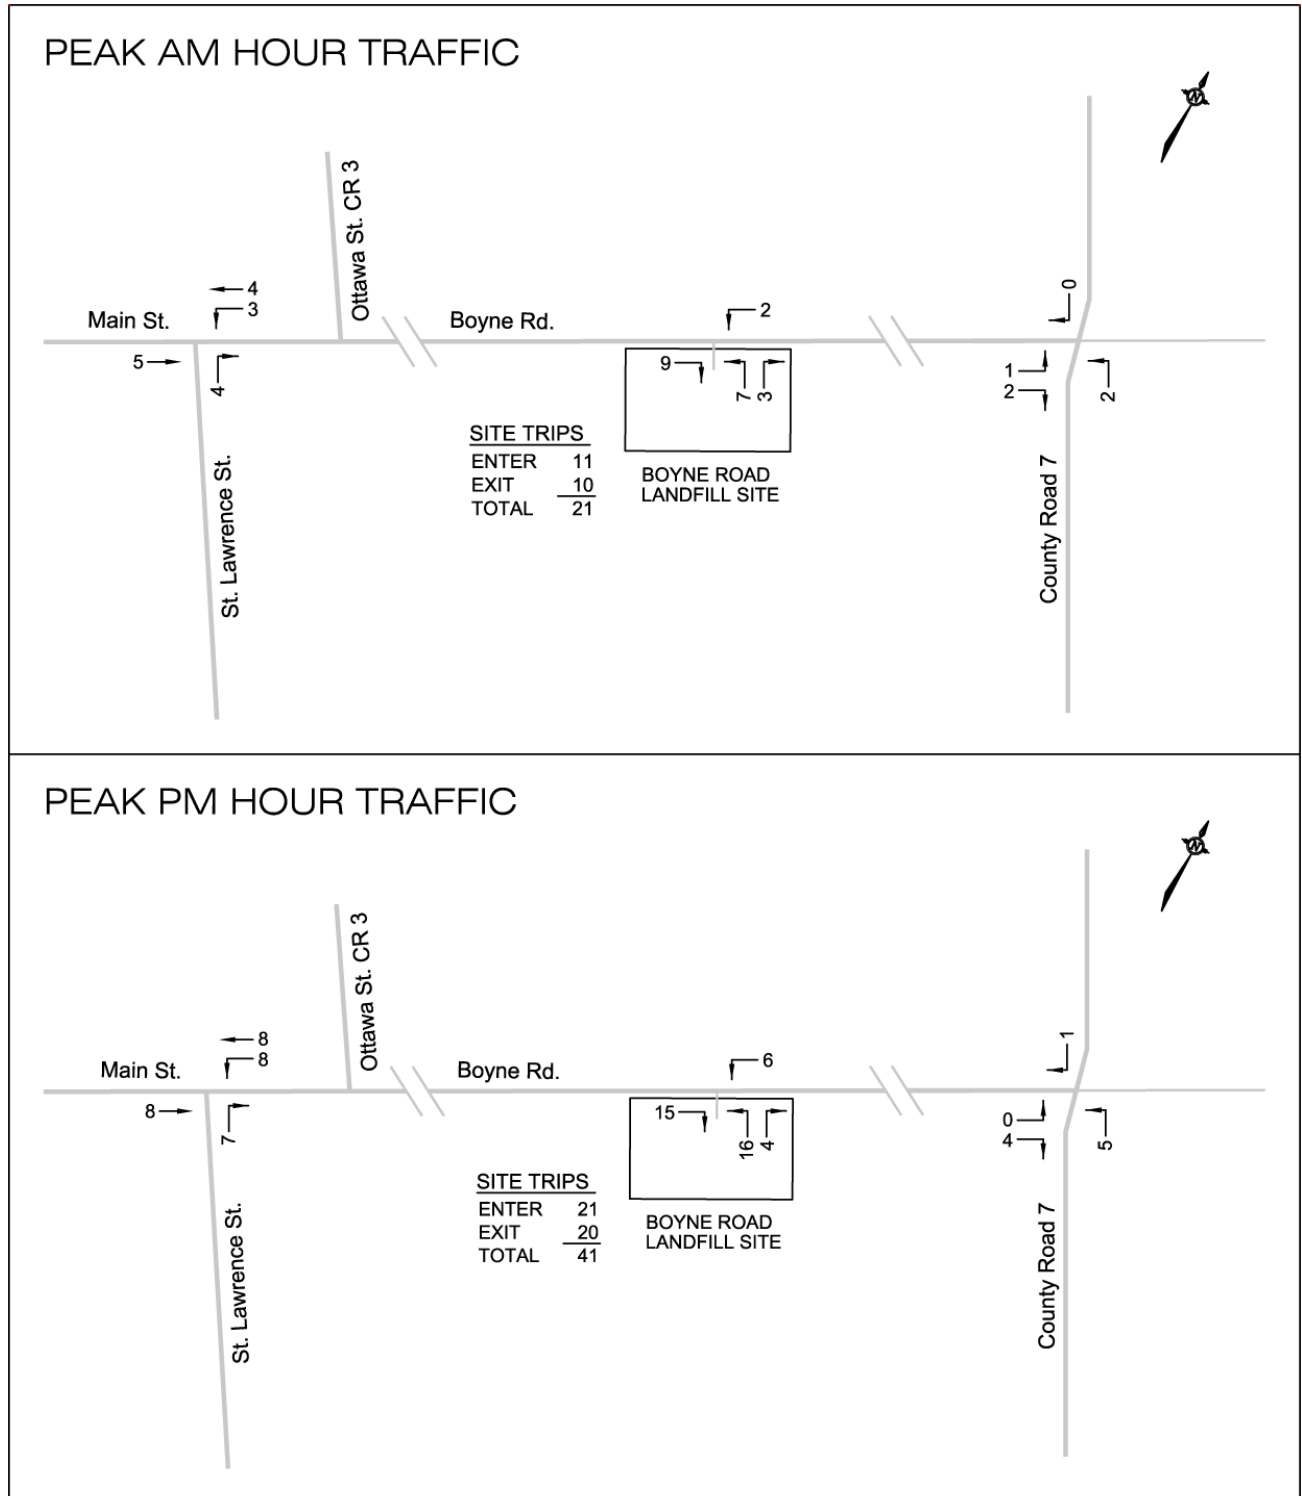 PEAK AM HOUR TRAFFIC
N
Ottawa St. CR 3
0
4
3
2
Main St.
Boyne Rd.
5
4
9
7
3
1
2
2
SITE TRIPS
ENTER 11
EXIT 10
TOTAL 21
BOYNE ROAD
LANDFILL SITE
St. Lawrence St.
County Road 7
PEAK PM HOUR TRAFFIC
N
Ottawa St. CR 3
1
8
8
6
Main St.
Boyne Rd.
8
7
15
16
4
0
4
5
SITE TRIPS
ENTER 21
EXIT 20
TOTAL 41
BOYNE ROAD
LANDFILL SITE
St. Lawrence St.
County Road 7